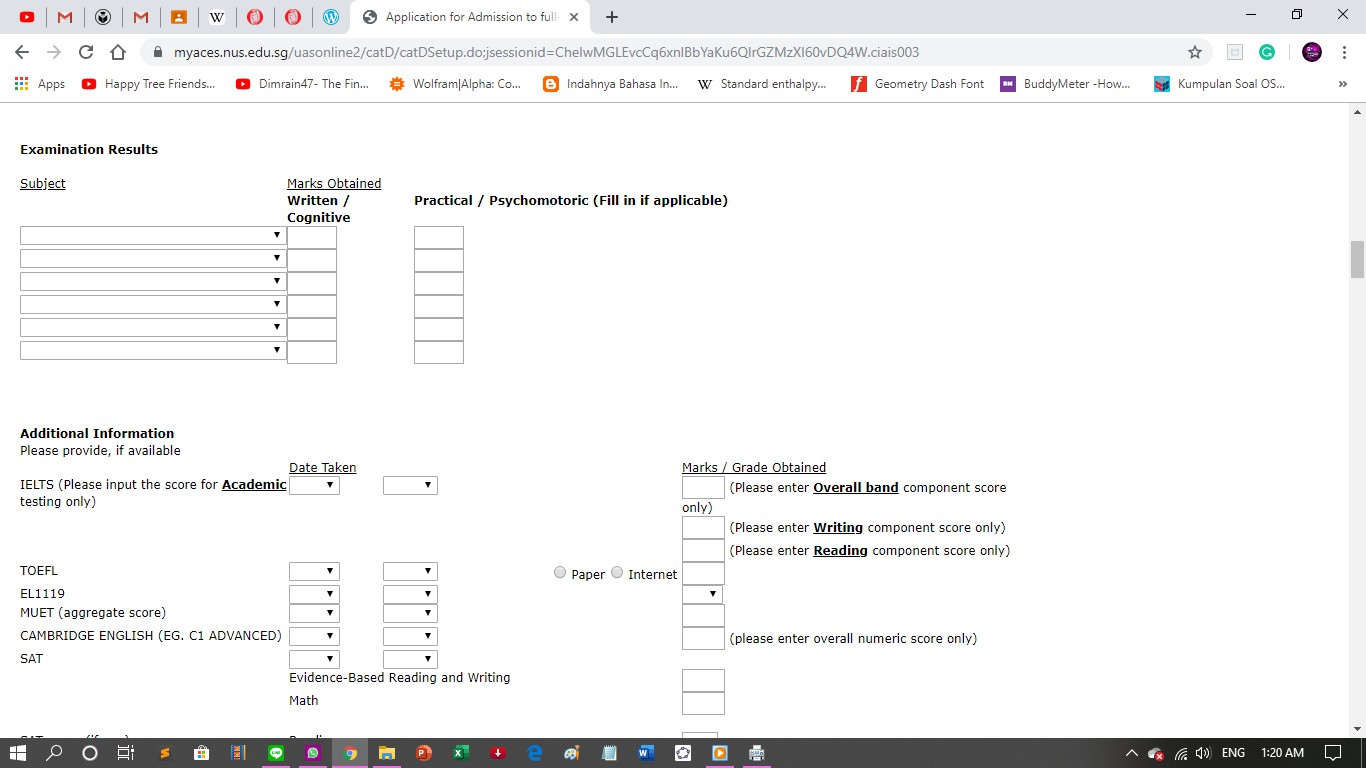 Application for Admission to full
myaces.nus.edu.sg/uasonline2/catD/catDSetup.do;jsessionid=CheIwMGLEvcCq6xnIBbYaKu6QIrGZMzXI60vDQ4W.ciais003
Apps Happy Tree Friends... Dimrain47- The Fin... Wolfram|Alpha: Co... Indahnya Bahasa In... W Standard enthalpy... Geometry Dash Font BuddyMeter -How... Kumpulan Soal OS... »
Examination Results
Subject Marks Obtained
Written / Practical / Psychomotoric (Fill in if applicable)
Cognitive
Additional Information
Please provide, if available
Date Taken Marks / Grade Obtained
IELTS (Please input the score for Academic (Please enter Overall band component score
testing only) only)
(Please enter Writing component score only)
(Please enter Reading component score only)
TOEFL Paper Internet
EL1119
MUET (aggregate score)
CAMBRIDGE ENGLISH (EG. C1 ADVANCED) (please enter overall numeric score only)
SAT
Evidence-Based Reading and Writing
Math
ENG 1:20 AM